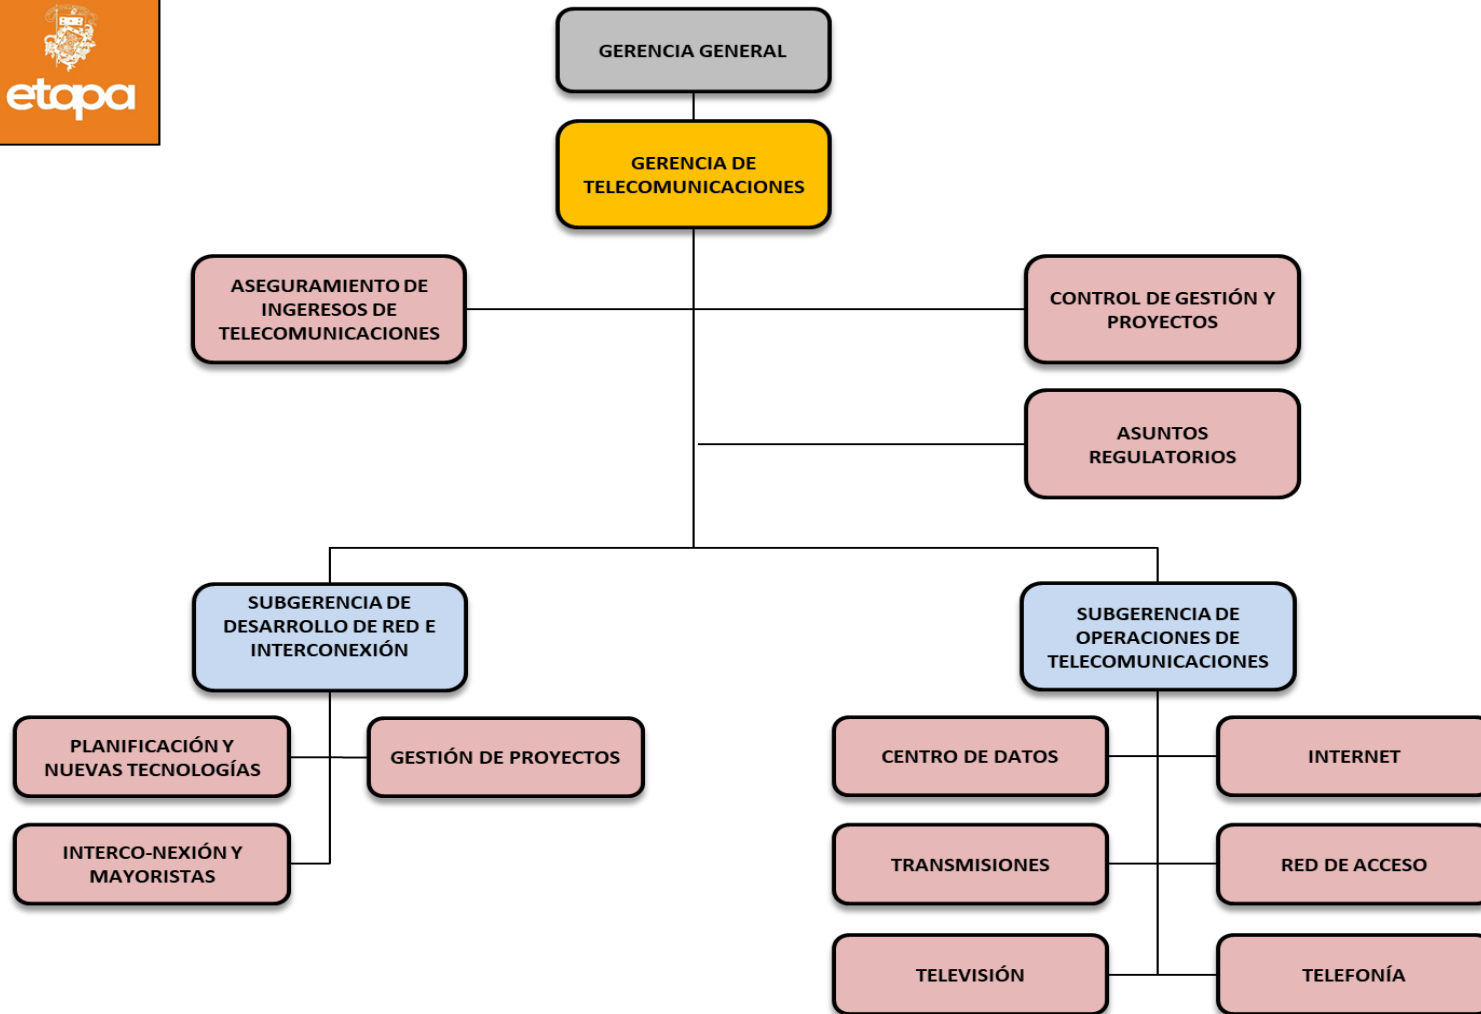 etapa
GERENCIA GENERAL
GERENCIA DE
TELECOMUNICACIONES
ASEGURAMIENTO DE
INGERESOS DE
TELECOMUNICACIONES
CONTROL DE GESTIÓN Y
PROYECTOS
ASUNTOS
REGULATORIOS
SUBGERENCIA DE
DESARROLLO DE RED E
INTERCONEXIÓN
SUBGERENCIA DE
OPERACIONES DE
TELECOMUNICACIONES
PLANIFICACIÓN Y
NUEVAS TECNOLOGÍAS
GESTIÓN DE PROYECTOS
INTERCO-NEXIÓN Y
MAYORISTAS
CENTRO DE DATOS
INTERNET
TRANSMISIONES
RED DE ACCESO
TELEVISIÓN
TELEFONÍA